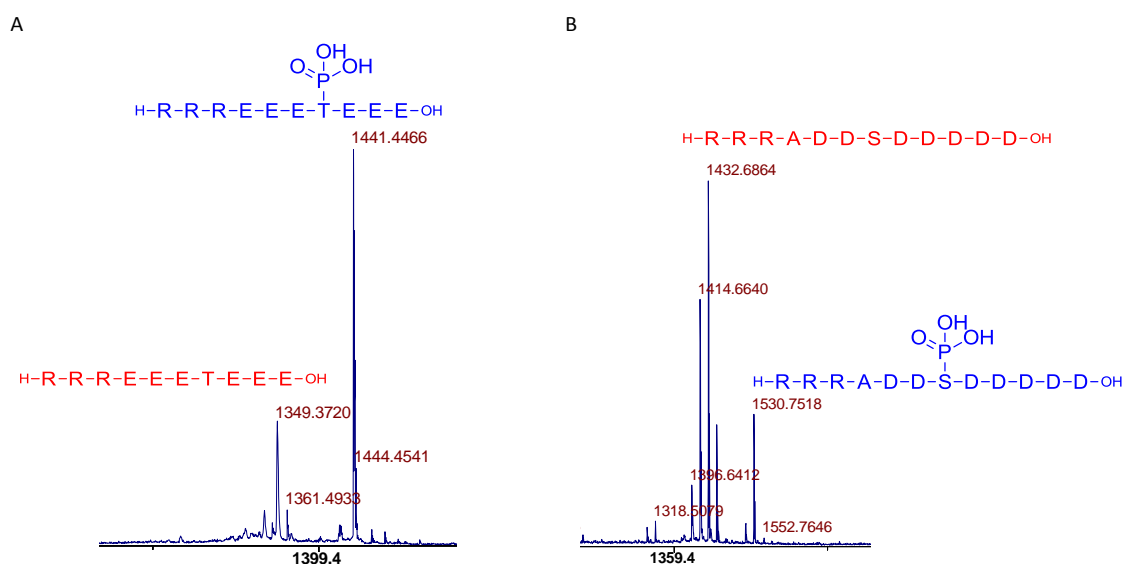 A
B
OH
O
OH
P
H-R-R-R-E-E-E-T-E-E-E-OH
1441.4466
H-R-R-R-A-D-D-S-D-D-D-D-D-OH
1432.6864
1414.6640
OH
O
OH
P
H-R-R-R-E-E-E-T-E-E-E-OH
H-R-R-R-A-D-D-S-D-D-D-D-D-OH
1349.3720
1530.7518
1444.4541
1396.6412
1361.4933
1318.5079
1552.7646
1399.4
1359.4